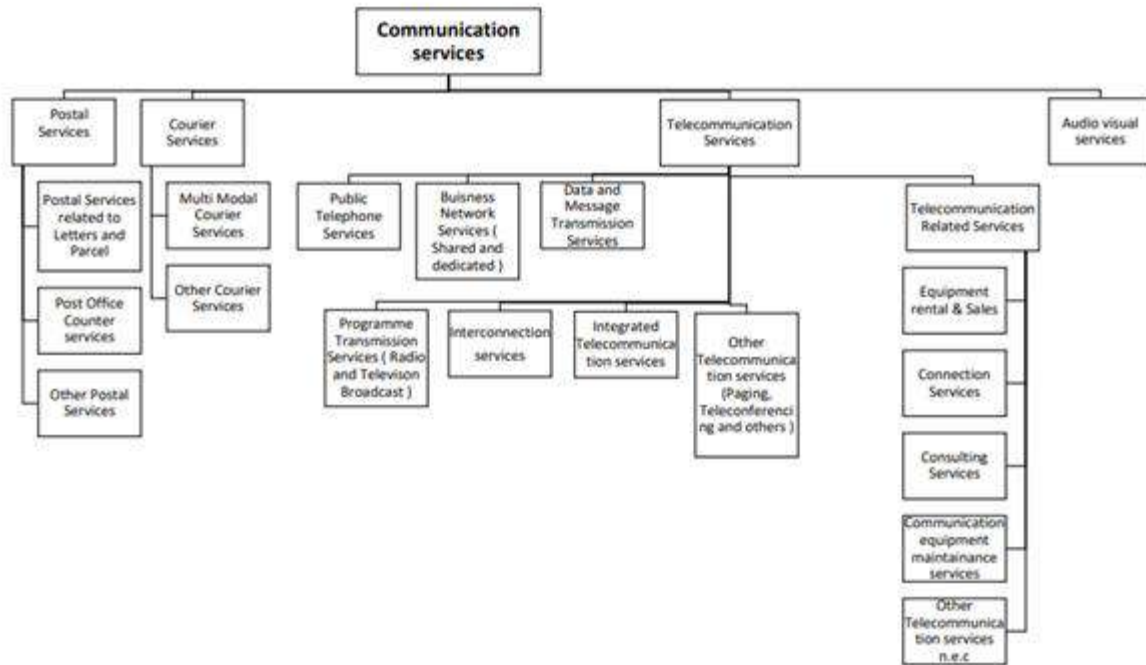 Communication
services
Postal
Services
Courier
Services
Telecommunication
Services
Audio visual
services
Postal Services
related to
Letters and
Parcel
Post Office
Counter
services
Other Postal
Services
Multi Modal
Courier
Services
Other Courier
Services
Public
Telephone
Services
Buisness
Network
Services (
Shared and
dedicated )
Data and
Message
Transmission
Services
Programme
Transmission
Services ( Radio
and Televison
Broadcast )
Interconnection
services
Integrated
Telecommunica
tion services
Other
Telecommunica
tion services
(Paging,
Teleconferenci
ng and others )
Telecommunication
Related Services
Equipment
rental & Sales
Connection
Services
Consulting
Services
Communication
equipment
maintainance
services
Other
Telecommunica
tion services
n.e.c